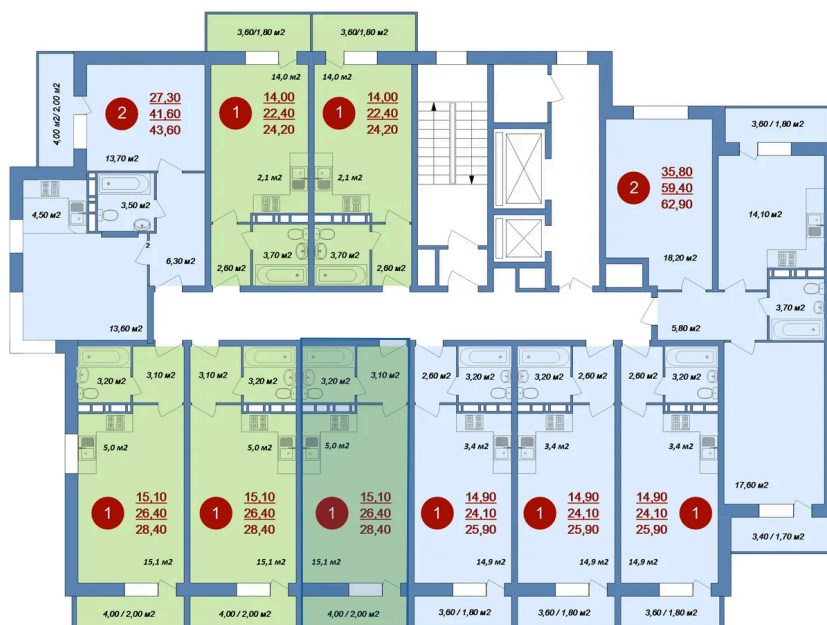 3,60/1,80 м2
3,60/1,80 м2
4,00 м2/ 2,00 м2
2
27,30
41,60
43,60
13,70 м2
14,0 м2
1
14,00
22,40
24,20
2,1 м2
14,0 м2
1
14,00
22,40
24,20
2,1 м2
3,60 / 1,80 м2
2
35,80
59,40
62,90
18,20 м2
14,10 м2
4,50 м2
3,50 м2
2
6,30 м2
13,60 м2
2,60 м2
3,70 м2
3,70 м2
2,60 м2
5,80 м2
3,70 м2
3,20 м2
3,10 м2
3,10 м2
3,20 м2
3,20 м2
3,10 м2
2,60 м2
3,20 м2
3,20 м2
2,60 м2
2,60 м2
3,20 м2
5,0 м2
5,0 м2
5,0 м2
3,4 м2
3,4 м2
3,4 м2
17,60 м2
1
15,10
26,40
28,40
15,1 м2
1
15,10
26,40
28,40
15,1 м2
1
15,10
26,40
28,40
15,1 м2
1
14,90
24,10
25,90
14,9 м2
1
14,90
24,10
25,90
14,9 м2
14,90
24,10
25,90
1
14,9 м2
3,40 / 1,70 м2
4,00 / 2,00 м2
4,00 / 2,00 м2
4,00 / 2,00 м2
3,60 / 1,80 м2
3,60 / 1,80 м2
3,60 / 1,80 м2